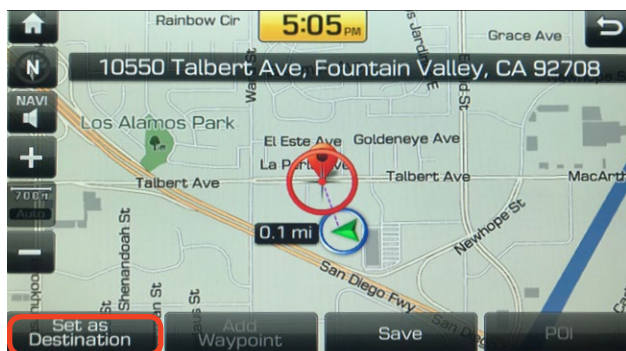 Rainbow Cir
5:05 PM
Grace Ave
10550 Talbert Ave, Fountain Valley, CA 92708
NAVI
Los Alamos Park
El Este Ave
Goldeneye Ave
Talbert Ave
Talbert Ave
MacArt
700ft
Auto
0.1 mi
Newhope St
Shenandoah St
San Diego Fwy
Set as
Destination
Add
Waypoint
Save
POI